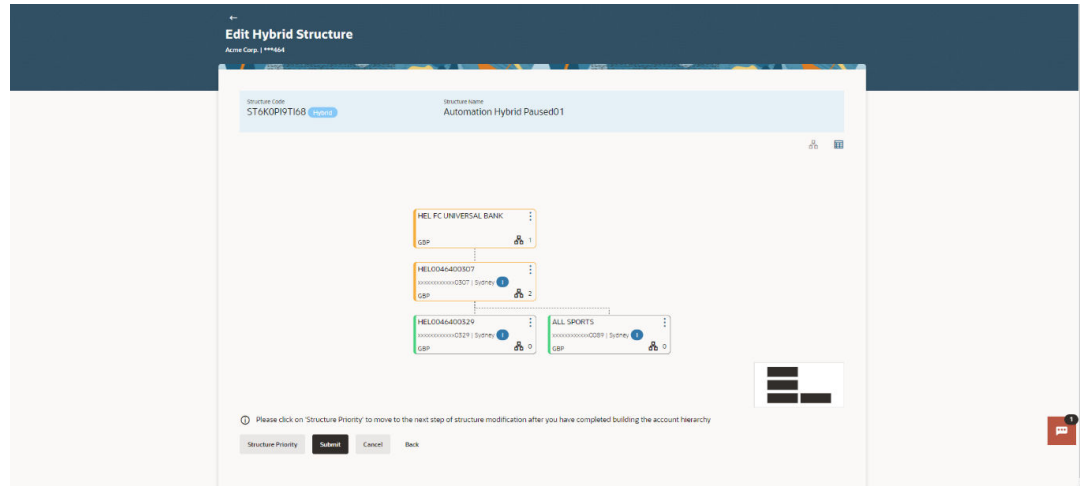 ←
Edit Hybrid Structure
Acme Corp. | ***464
Structure Code
ST6K0PI9TI68 Hybrid
Structure Name
Automation Hybrid Paused01
HEL FC UNIVERSAL BANK
GBP 1
HEL0046400307
xxxxxxxxxxx0307 | Sydney I
GBP 2
HEL0046400329
xxxxxxxxxxx0329 | Sydney I
GBP 0
ALL SPORTS
xxxxxxxxxxx0089 | Sydney I
GBP 0
Please click on 'Structure Priority' to move to the next step of structure modification after you have completed building the account hierarchy
Structure Priority Submit Cancel Back
1